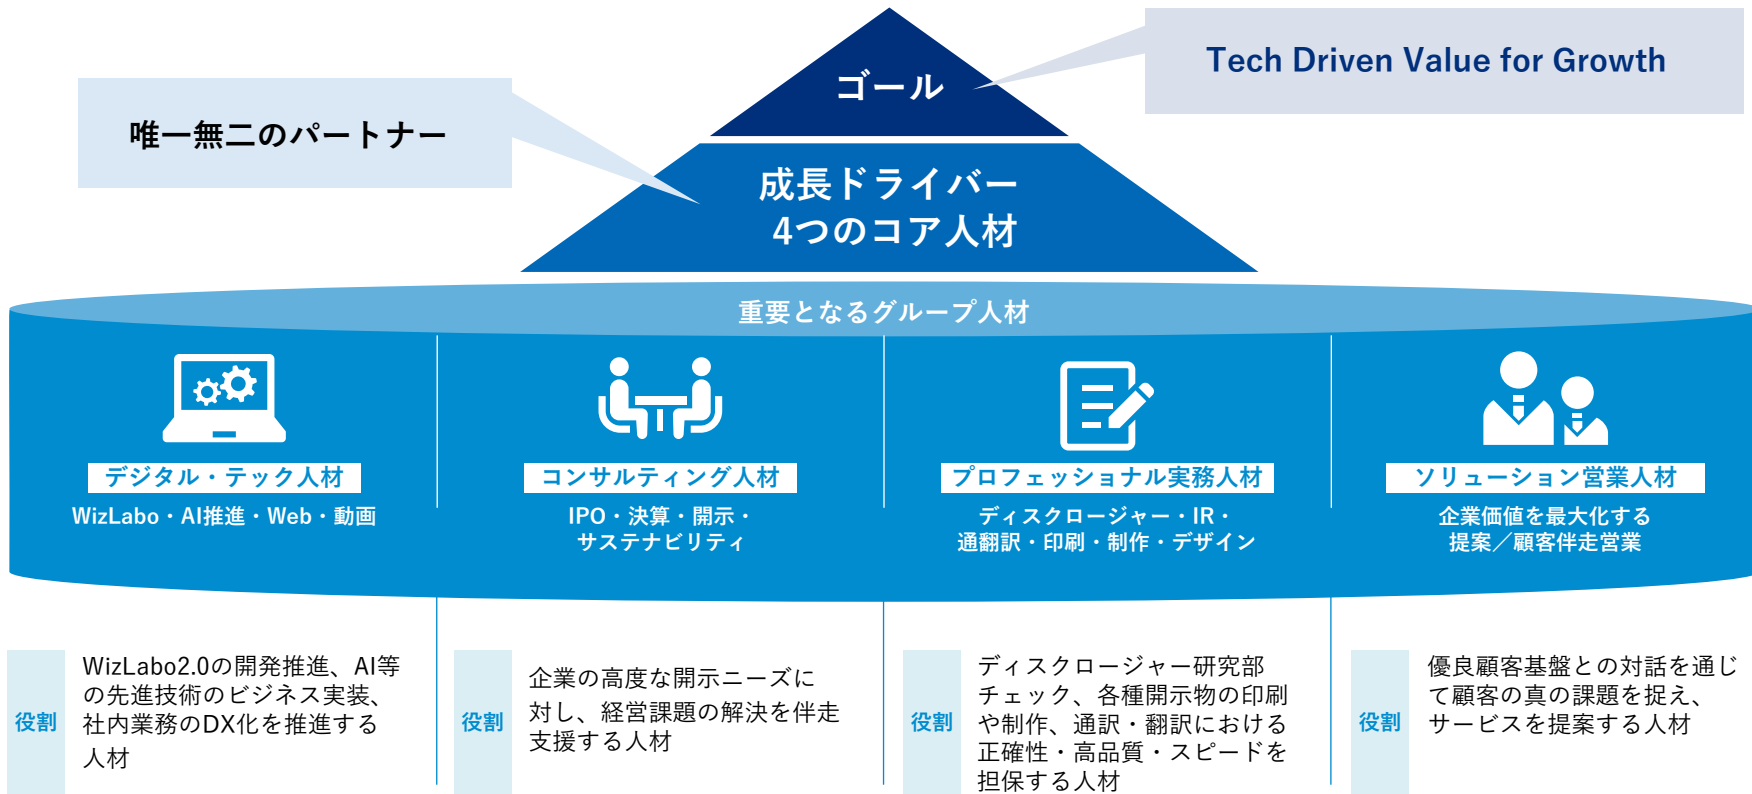 Tech Driven Value for Growth
ゴール
唯一無二のパートナー
成長ドライバー
4つのコア人材
重要となるグループ人材
デジタル・テック人材
WizLabo・AI推進・Web・動画
コンサルティング人材
IPO・決算・開示・
サステナビリティ
プロフェッショナル実務人材
ディスクロージャー・IR・
通翻訳・印刷・制作・デザイン
ソリューション営業人材
企業価値を最大化する
提案／顧客伴走営業
役割
WizLabo2.0の開発推進、AI等
の先進技術のビジネス実装、
社内業務のDX化を推進する
人材
役割
企業の高度な開示ニーズに
対し、経営課題の解決を伴走
支援する人材
役割
ディスクロージャー研究部
チェック、各種開示物の印刷
や制作、通訳・翻訳における
正確性・高品質・スピードを
担保する人材
役割
優良顧客基盤との対話を通じ
て顧客の真の課題を捉え、
サービスを提案する人材